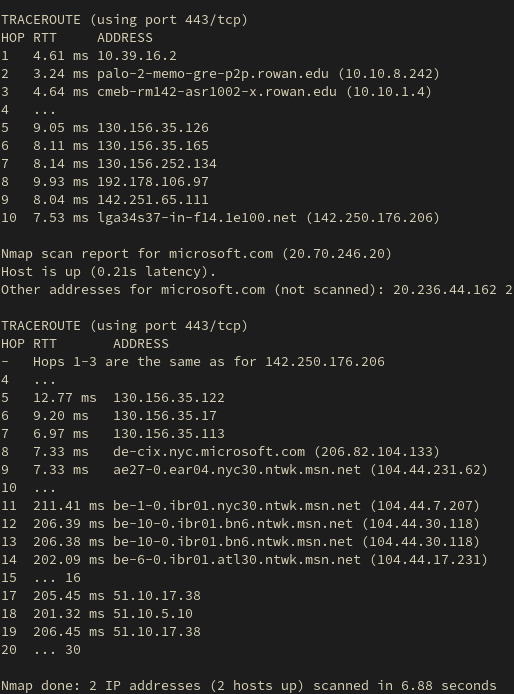 TRACEROUTE (using port 443/tcp)
HOP RTT     ADDRESS
1   4.61 ms 10.39.16.2
2   3.24 ms palo-2-memo-gre-p2p.rowan.edu (10.10.8.242)
3   4.64 ms cmeb-rm142-asr1002-x.rowan.edu (10.10.1.4)
4   ...
5   9.05 ms 130.156.35.126
6   8.11 ms 130.156.35.165
7   8.14 ms 130.156.252.134
8   9.93 ms 192.178.106.97
9   8.04 ms 142.251.65.111
10  7.53 ms lga34s37-in-f14.1e100.net (142.250.176.206)

Nmap scan report for microsoft.com (20.70.246.20)
Host is up (0.21s latency).
Other addresses for microsoft.com (not scanned): 20.236.44.162 2

TRACEROUTE (using port 443/tcp)
HOP RTT       ADDRESS
-   Hops 1-3 are the same as for 142.250.176.206
4   ...
5   12.77 ms  130.156.35.122
6   9.20 ms   130.156.35.17
7   6.97 ms   130.156.35.113
8   7.33 ms   de-cix.nyc.microsoft.com (206.82.104.133)
9   7.33 ms   ae27-0.ear04.nyc30.ntwk.msn.net (104.44.231.62)
10  ...
11  211.41 ms be-1-0.ibr01.nyc30.ntwk.msn.net (104.44.7.207)
12  206.39 ms be-10-0.ibr01.bn6.ntwk.msn.net (104.44.30.118)
13  206.38 ms be-10-0.ibr01.bn6.ntwk.msn.net (104.44.30.118)
14  202.09 ms be-6-0.ibr01.atl30.ntwk.msn.net (104.44.17.231)
15  ... 16
17  205.45 ms 51.10.17.38
18  201.32 ms 51.10.5.10
19  206.45 ms 51.10.17.38
20  ... 30

Nmap done: 2 IP addresses (2 hosts up) scanned in 6.88 seconds